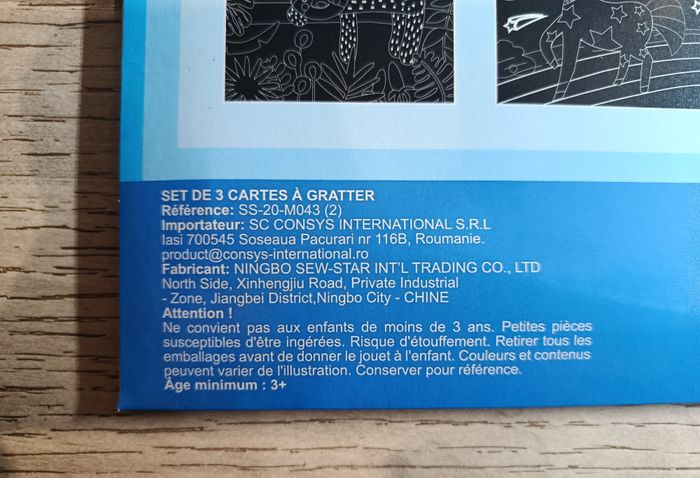 SET DE 3 CARTES À GRATTER
Référence: SS-20-M043 (2)
Importateur: SC CONSYS INTERNATIONAL S.R.L
Iasi 700545 Soseaua Pacurari nr 116B, Roumanie.
product@consys-international.ro
Fabricant: NINGBO SEW-STAR INT'L TRADING CO., LTD
North Side, Xinhengjiu Road, Private Industrial
- Zone, Jiangbei District,Ningbo City - CHINE
Attention !
Ne convient pas aux enfants de moins de 3 ans. Petites pièces
susceptibles d'être ingérées. Risque d'étouffement. Retirer tous les
emballages avant de donner le jouet à l'enfant. Couleurs et contenus
peuvent varier de l'illustration. Conserver pour référence.
Âge minimum : 3+